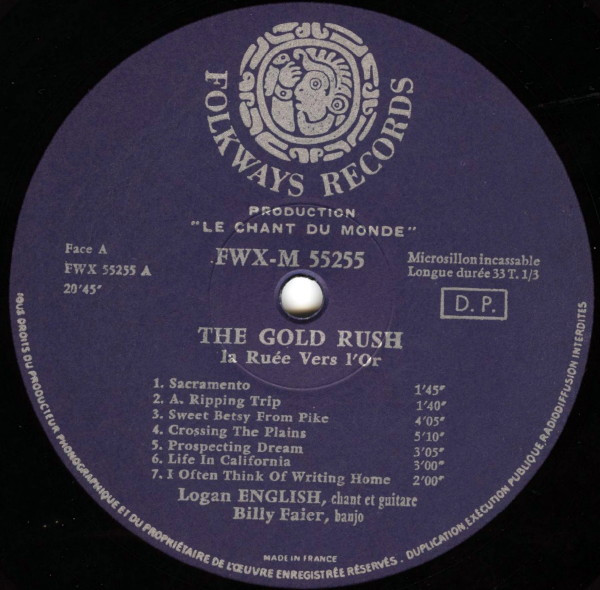 FOLKWAYS RECORDS
PRODUCTION
"LE CHANT DU MONDE"
Face A
FWX 55255 A
20'45"
FWX-M 55255
Microsillon incassable
Longue durée 33 T. 1/3
D. P.
THE GOLD RUSH
la Ruée Vers l'Or
1. Sacramento 1'45"
2. A. Ripping Trip 1'40"
3. Sweet Betsy From Pike 4'05"
4. Crossing The Plains 5'10"
5. Prospecting Dream 3'05"
6. Life In California 3'00"
7. I Often Think Of Writing Home 2'00"
Logan ENGLISH, chant et guitare
Billy Faier, banjo
MADE IN FRANCE
TOUS DROITS DU PRODUCTEUR PHONOGRAPHIQUE ET DU PROPRIÉTAIRE DE L'ŒUVRE ENREGISTRÉE RÉSERVÉS. DUPLICATION, EXÉCUTION PUBLIQUE, RADIODIFFUSION INTERDITES